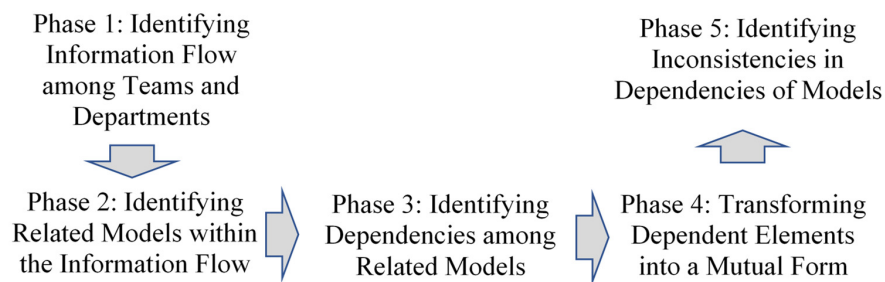 Phase 1: Identifying
Information Flow
among Teams and
Departments
Phase 2: Identifying
Related Models within
the Information Flow
Phase 3: Identifying
Dependencies among
Related Models
Phase 4: Transforming
Dependent Elements
into a Mutual Form
Phase 5: Identifying
Inconsistencies in
Dependencies of Models